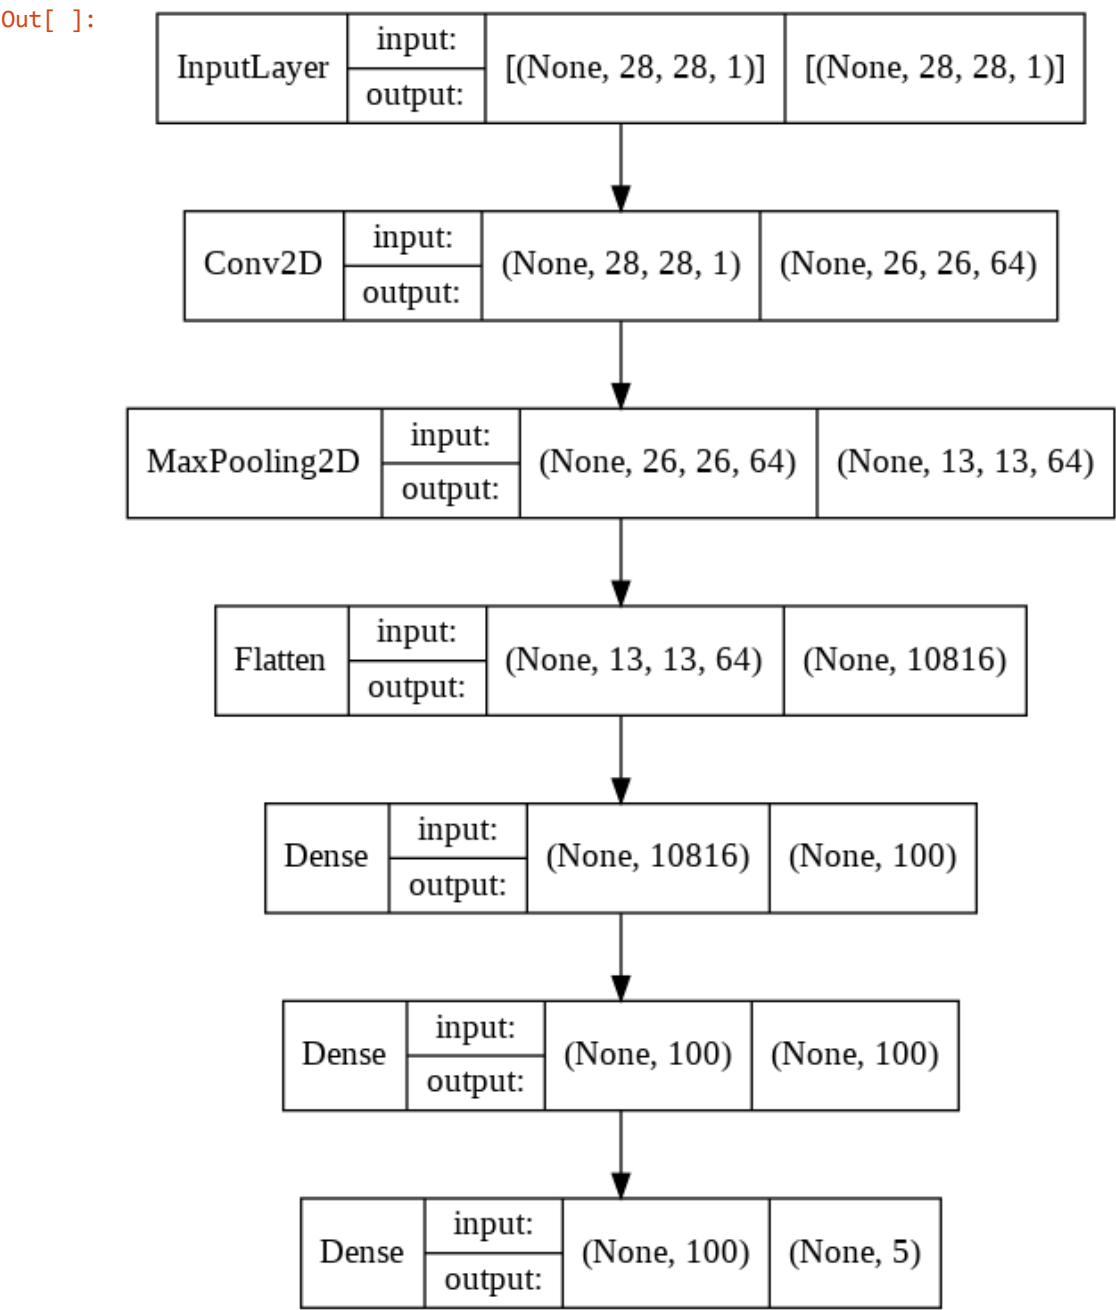 Out[ ]:
InputLayer input: output: [(None, 28, 28, 1)] [(None, 28, 28, 1)]
Conv2D input: output: (None, 28, 28, 1) (None, 26, 26, 64)
MaxPooling2D input: output: (None, 26, 26, 64) (None, 13, 13, 64)
Flatten input: output: (None, 13, 13, 64) (None, 10816)
Dense input: output: (None, 10816) (None, 100)
Dense input: output: (None, 100) (None, 100)
Dense input: output: (None, 100) (None, 5)